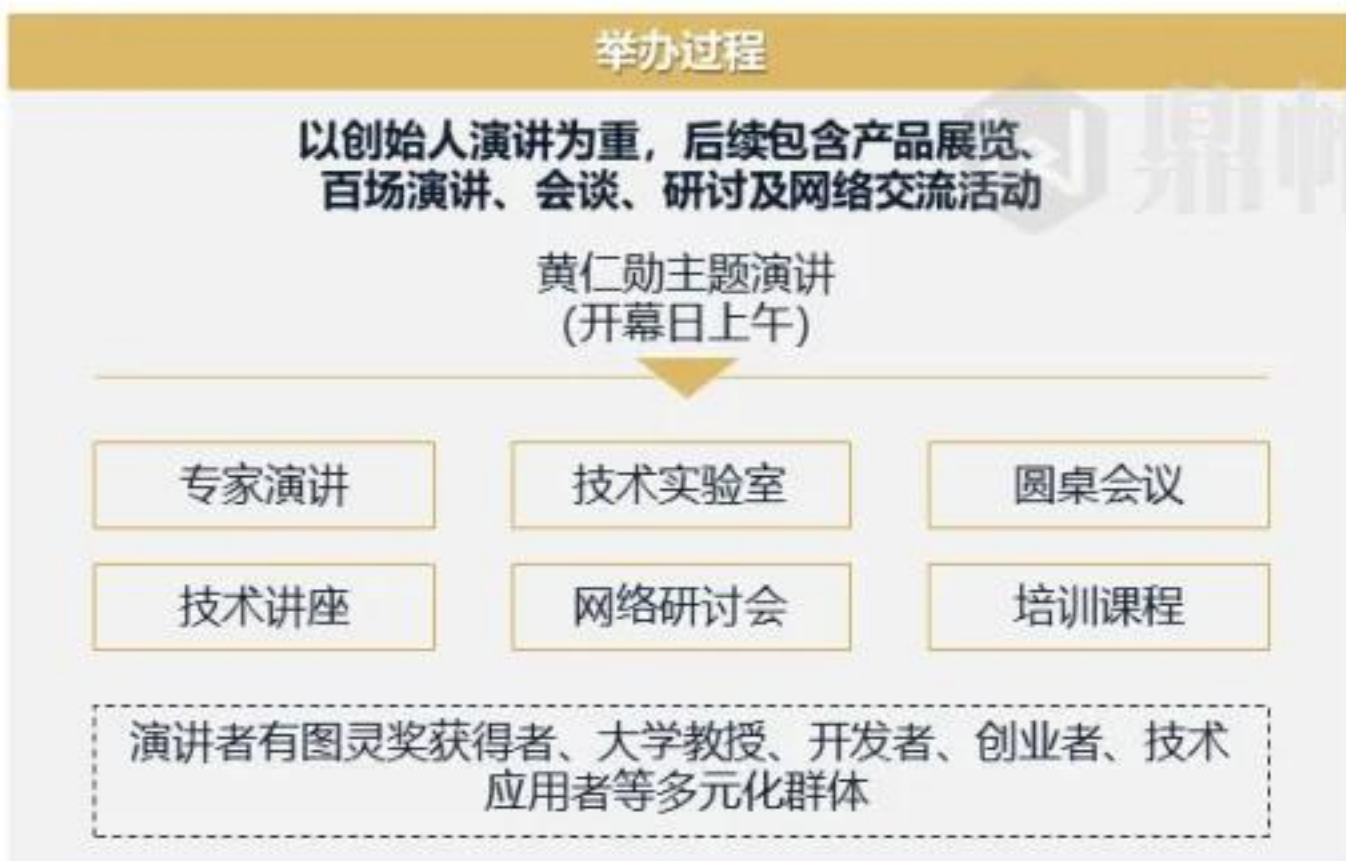 举办过程
以创始人演讲为重，后续包含产品展览、
百场演讲、会谈、研讨及网络交流活动
黄仁勋主题演讲
(开幕日上午)
专家演讲
技术实验室
圆桌会议
技术讲座
网络研讨会
培训课程
演讲者有图灵奖获得者、大学教授、开发者、创业者、技术
应用者等多元化群体